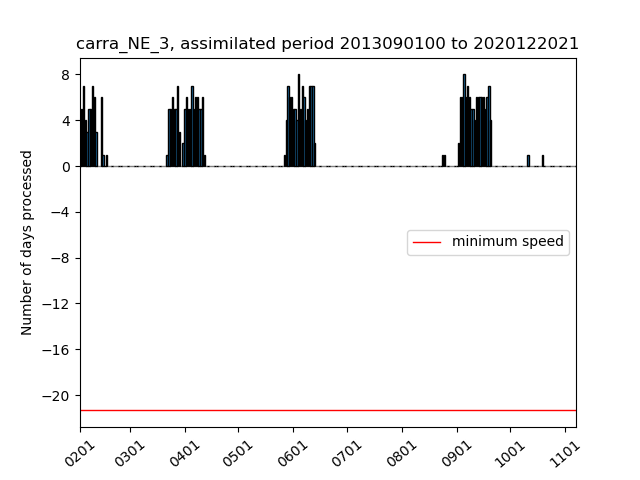 carra_NE_3, assimilated period 2013090100 to 2020122021
Number of days processed
8
4
0
−4
−8
−12
−16
−20
minimum speed
0201 0301 0401 0501 0601 0701 0801 0901 1001 1101